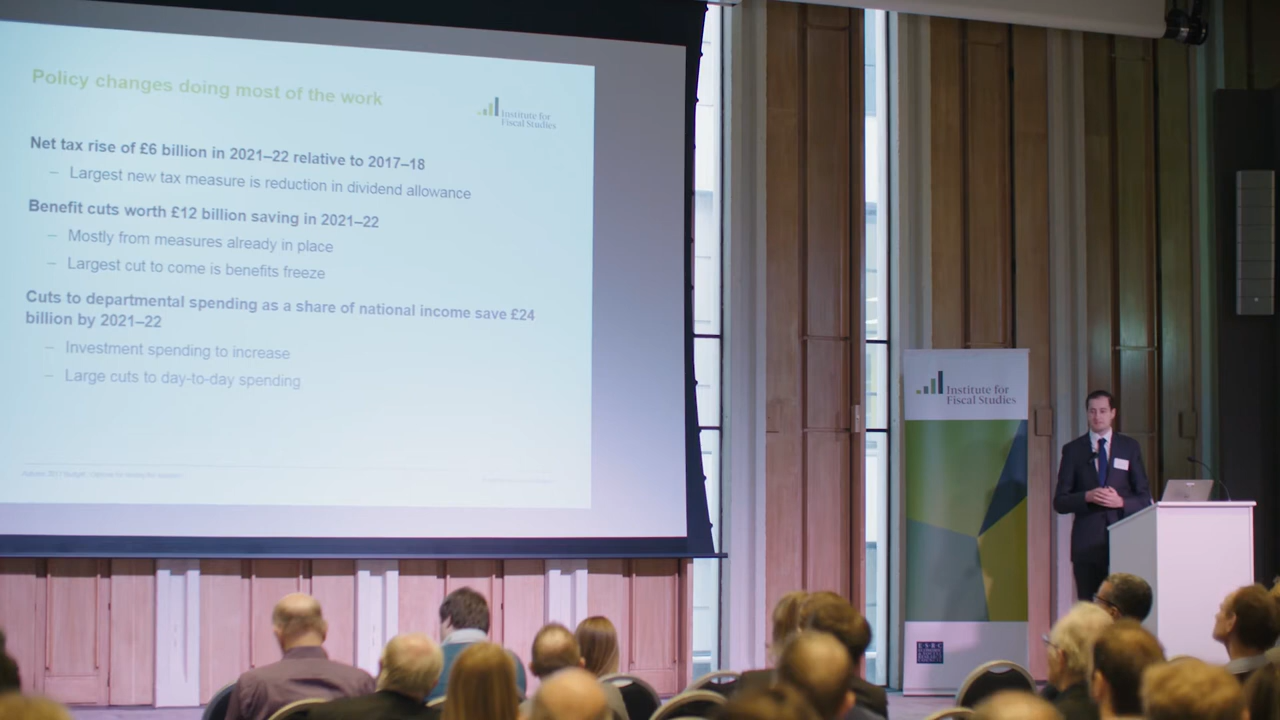 Policy changes doing most of the work
Institute for
Fiscal Studies
Net tax rise of £6 billion in 2021–22 relative to 2017–18
– Largest new tax measure is reduction in dividend allowance
Benefit cuts worth £12 billion saving in 2021–22
– Mostly from measures already in place
– Largest cut to come is benefits freeze
Cuts to departmental spending as a share of national income save £24
billion by 2021–22
– Investment spending to increase
– Large cuts to day-to-day spending
Institute for
Fiscal Studies
E S R C